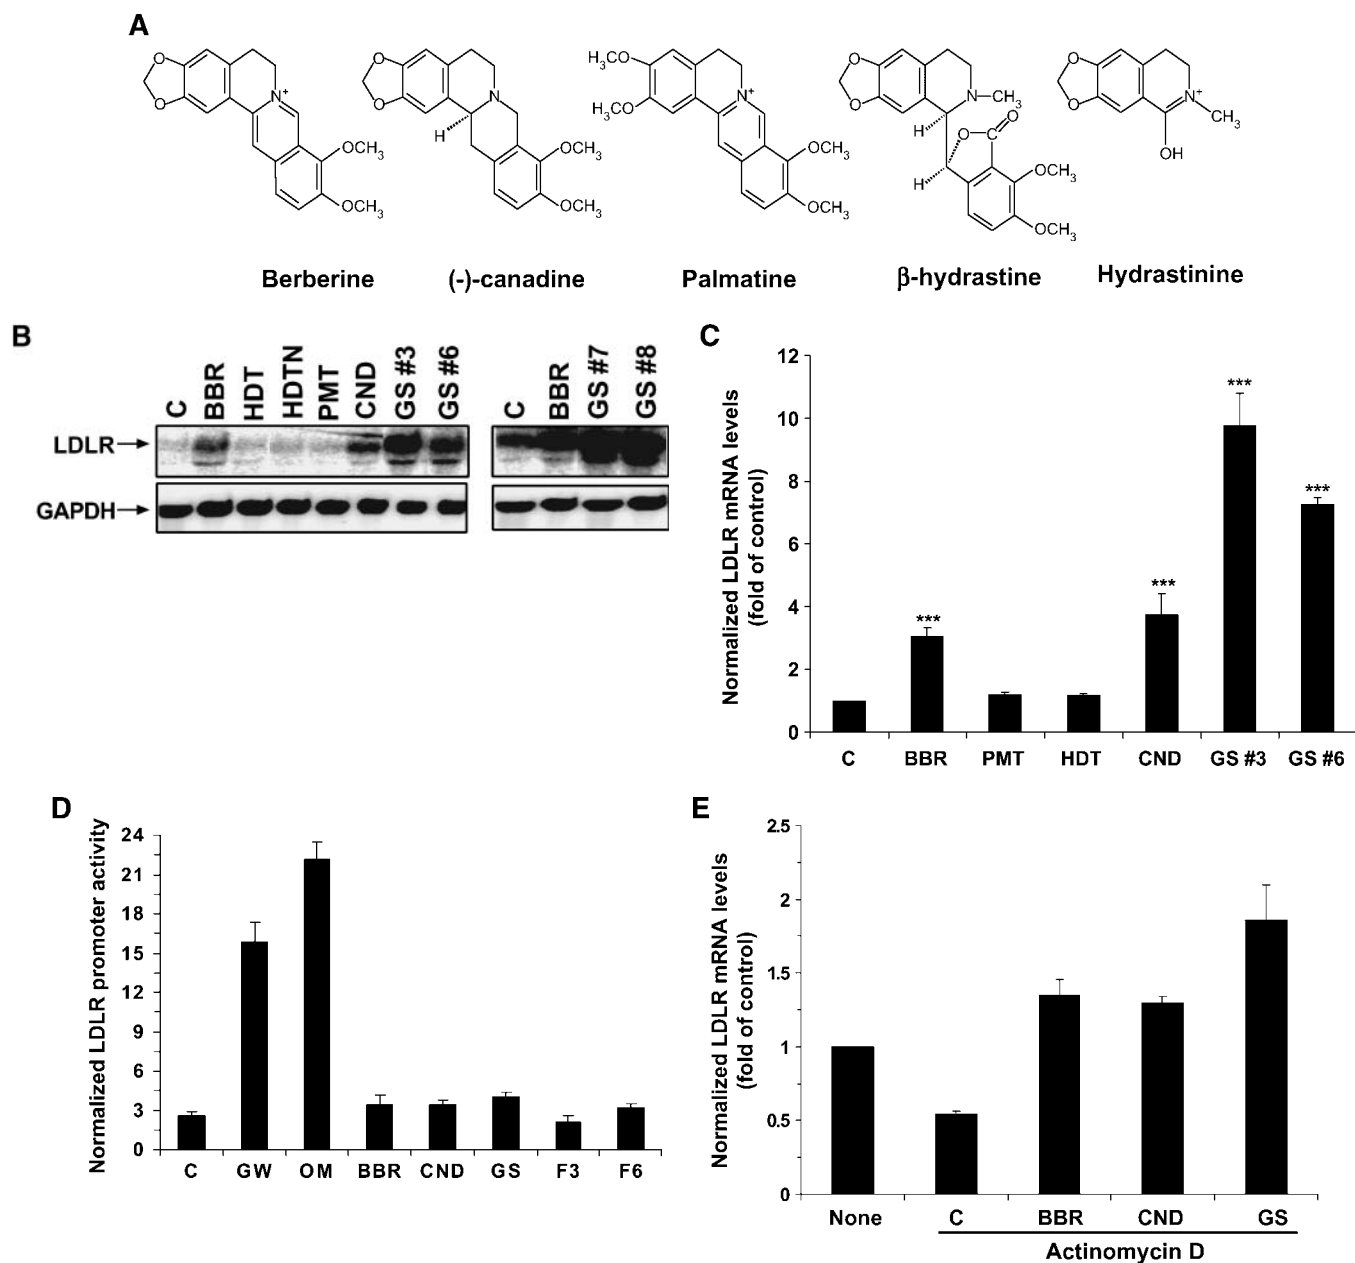 A
O
O
N+
OCH3
OCH3
Berberine
O
O
N
H
OCH3
OCH3
(-)-canadine
H3CO
H3CO
N+
OCH3
OCH3
Palmatine
O
O
N
CH3
H
O
C
O
H
OCH3
OCH3
β-hydrastine
O
O
N+
CH3
OH
Hydrastinine
B
C BBR HDT HDTN PMT CND GS #3 GS #6
C BBR GS #7 GS #8
LDLR
GAPDH
C
Normalized LDLR mRNA levels
(fold of control)
12
10
8
6
4
2
0
***
***
***
***
C BBR PMT HDT CND GS #3 GS #6
D
Normalized LDLR promoter activity
24
21
18
15
12
9
6
3
0
C GW OM BBR CND GS F3 F6
E
Normalized LDLR mRNA levels
(fold of control)
2.5
2
1.5
1
0.5
0
None C BBR CND GS
Actinomycin D